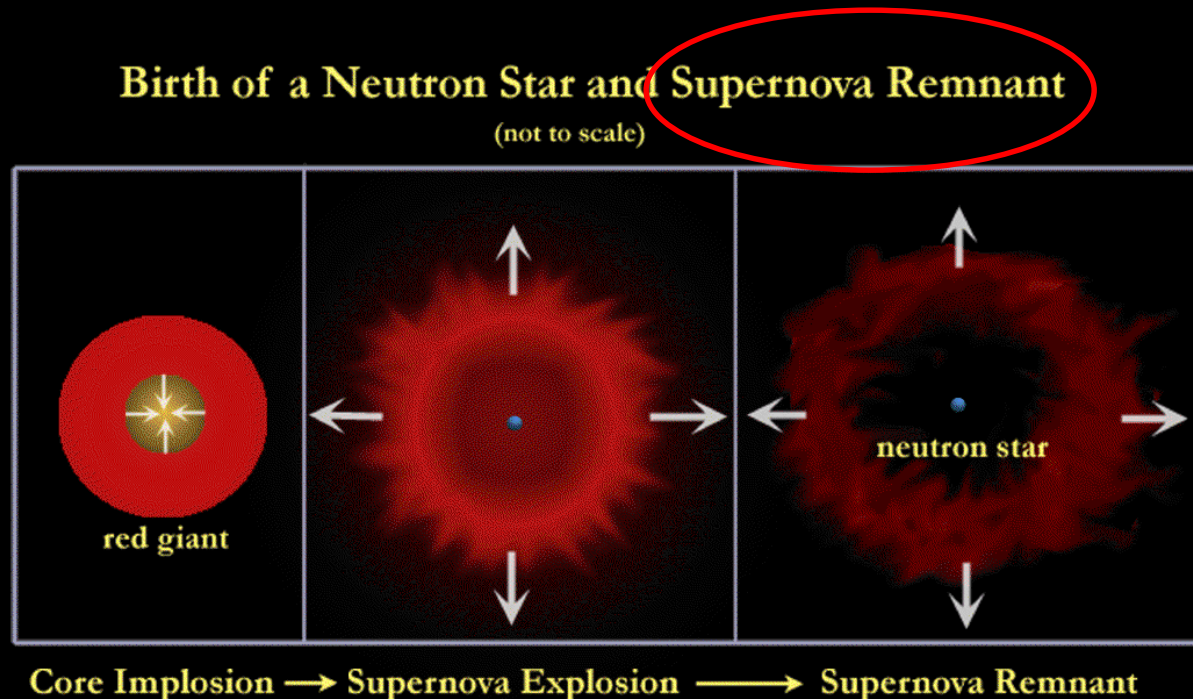 Birth of a Neutron Star and Supernova Remnant
(not to scale)
red giant
neutron star
Core Implosion → Supernova Explosion → Supernova Remnant